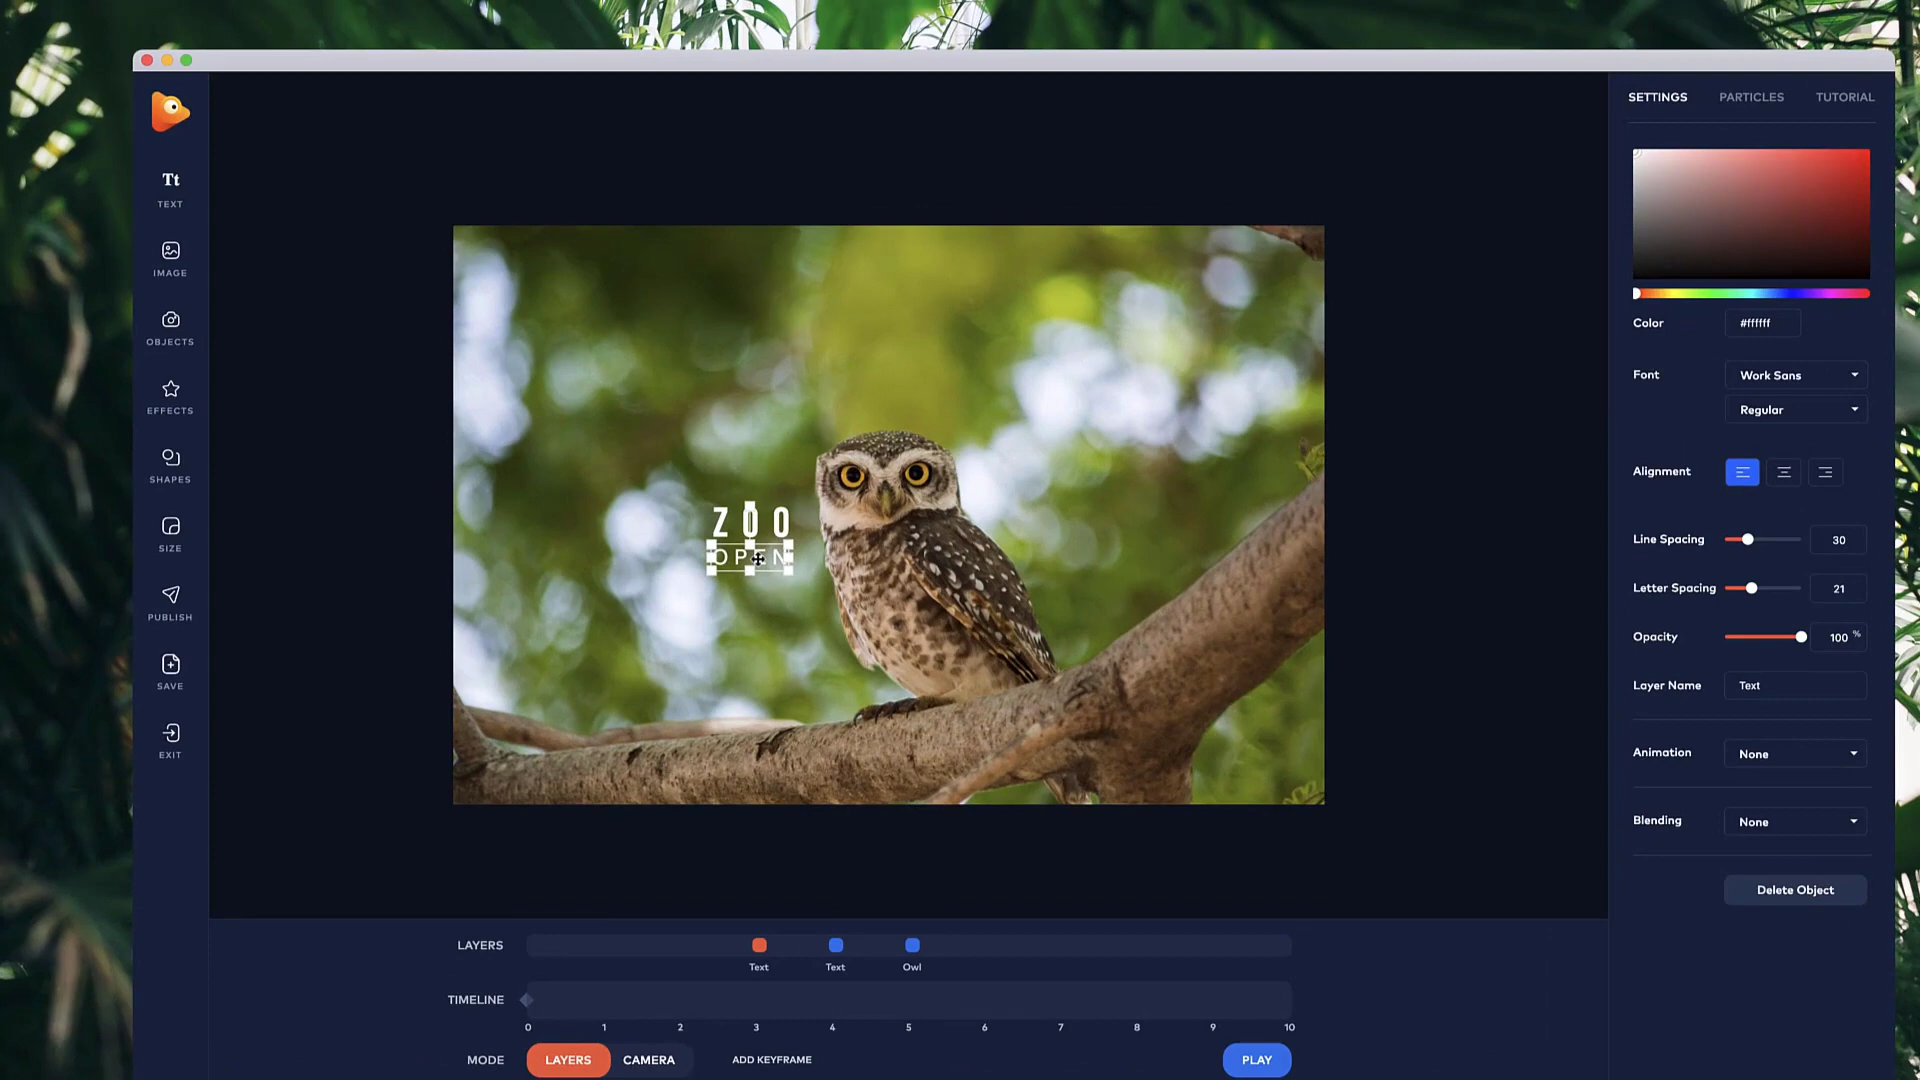 SETTINGS PARTICLES TUTORIAL
Tt
TEXT
IMAGE
OBJECTS
EFFECTS
SHAPES
SIZE
PUBLISH
SAVE
EXIT
ZOO
OPEN
Color #ffffff
Font Work Sans
Regular
Alignment
Line Spacing 30
Letter Spacing 21
Opacity 100 %
Layer Name Text
Animation None
Blending None
Delete Object
LAYERS
Text Text Owl
TIMELINE
0 1 2 3 4 5 6 7 8 9 10
MODE LAYERS CAMERA ADD KEYFRAME PLAY